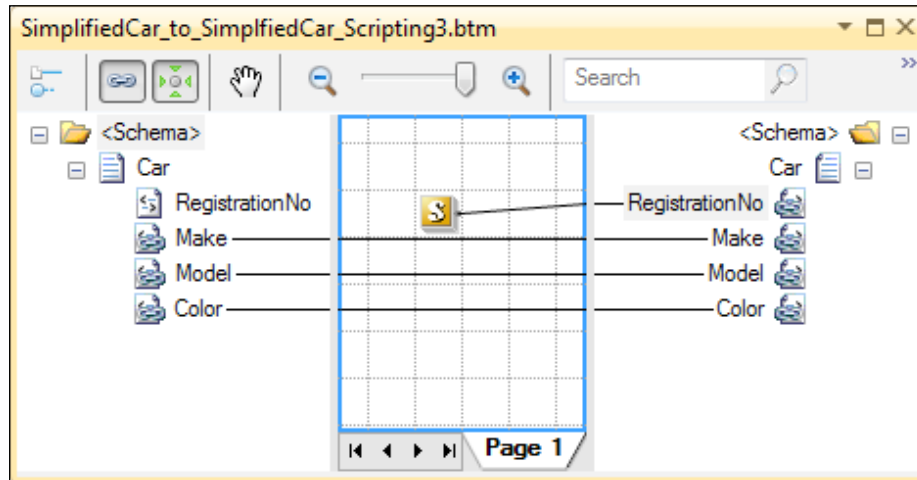 SimplifiedCar_to_SimplfiedCar_Scripting3.btm
Search
<Schema>
Car
RegistrationNo
Make
Model
Color
S
Page 1
<Schema>
Car
RegistrationNo
Make
Model
Color